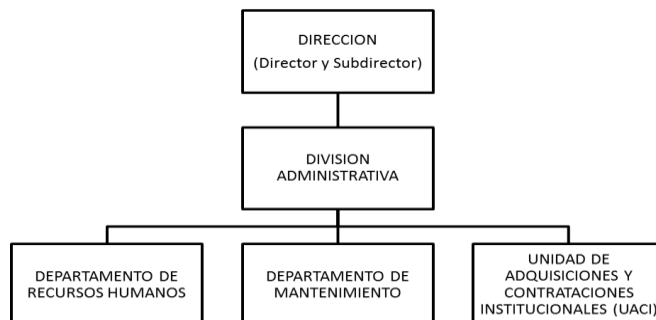 DIRECCION
(Director y Subdirector)
DIVISION
ADMINISTRATIVA
DEPARTAMENTO DE
RECURSOS HUMANOS
DEPARTAMENTO DE
MANTENIMIENTO
UNIDAD DE
ADQUISICIONES Y
CONTRATACIONES
INSTITUCIONALES (UACI)